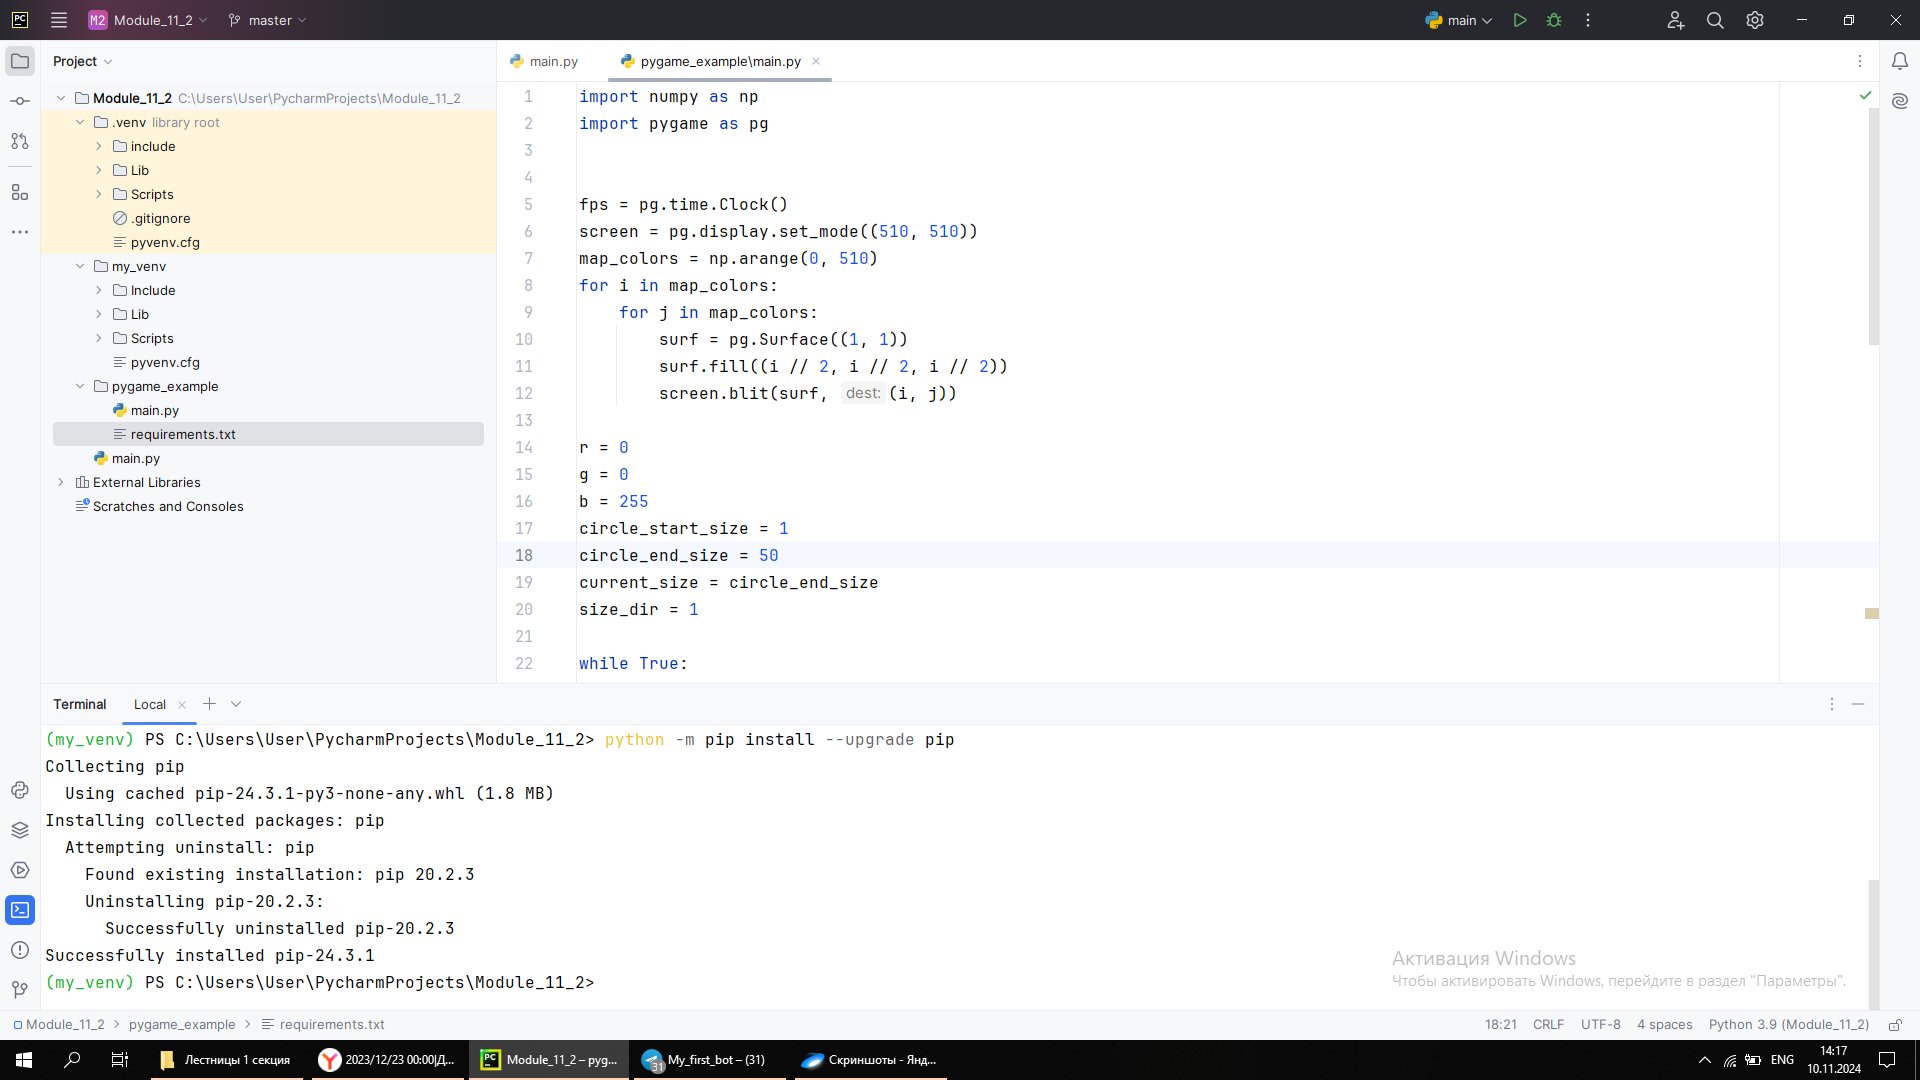 PC M2 Module_11_2 master main
Project
main.py pygame_example\main.py
Module_11_2 C:\Users\User\PycharmProjects\Module_11_2
.venv library root
include
Lib
Scripts
.gitignore
pyvenv.cfg
my_venv
Include
Lib
Scripts
pyvenv.cfg
pygame_example
main.py
requirements.txt
main.py
External Libraries
Scratches and Consoles
1 import numpy as np
2 import pygame as pg
3
4
5 fps = pg.time.Clock()
6 screen = pg.display.set_mode((510, 510))
7 map_colors = np.arange(0, 510)
8 for i in map_colors:
9     for j in map_colors:
10         surf = pg.Surface((1, 1))
11         surf.fill((i // 2, i // 2, i // 2))
12         screen.blit(surf, dest: (i, j))
13
14 r = 0
15 g = 0
16 b = 255
17 circle_start_size = 1
18 circle_end_size = 50
19 current_size = circle_end_size
20 size_dir = 1
21
22 while True:
Terminal Local
(my_venv) PS C:\Users\User\PycharmProjects\Module_11_2> python -m pip install --upgrade pip
Collecting pip
  Using cached pip-24.3.1-py3-none-any.whl (1.8 MB)
Installing collected packages: pip
  Attempting uninstall: pip
    Found existing installation: pip 20.2.3
    Uninstalling pip-20.2.3:
      Successfully uninstalled pip-20.2.3
Successfully installed pip-24.3.1
(my_venv) PS C:\Users\User\PycharmProjects\Module_11_2>
Активация Windows
Чтобы активировать Windows, перейдите в раздел "Параметры".
Module_11_2 > pygame_example > requirements.txt 18:21 CRLF UTF-8 4 spaces Python 3.9 (Module_11_2)
Лестницы 1 секция 2023/12/23 00:00|Д... PC Module_11_2 – pyg... 31 My_first_bot – (31) Скриншоты - Янд... ENG 14:17
10.11.2024